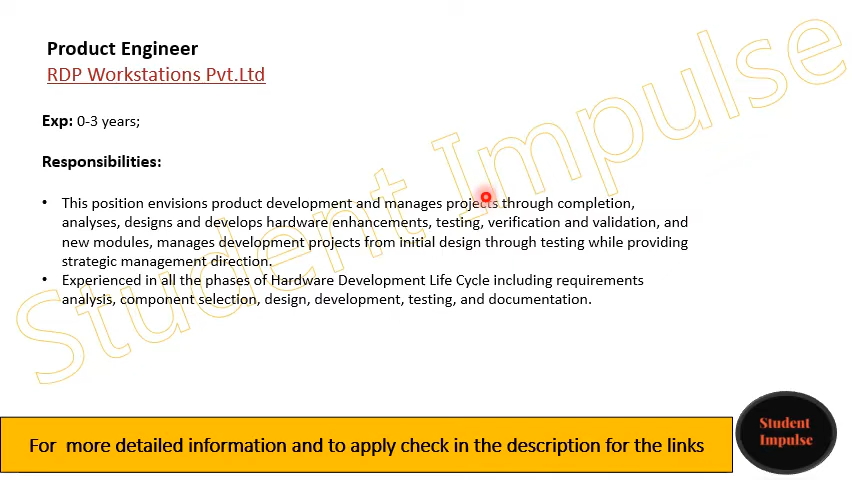 Product Engineer
RDP Workstations Pvt.Ltd
Exp: 0-3 years;
Responsibilities:
• This position envisions product development and manages projects through completion,
analyses, designs and develops hardware enhancements, testing, verification and validation, and
new modules, manages development projects from initial design through testing while providing
strategic management direction.
• Experienced in all the phases of Hardware Development Life Cycle including requirements
analysis, component selection, design, development, testing, and documentation.
Student Impulse
For more detailed information and to apply check in the description for the links
Student
Impulse